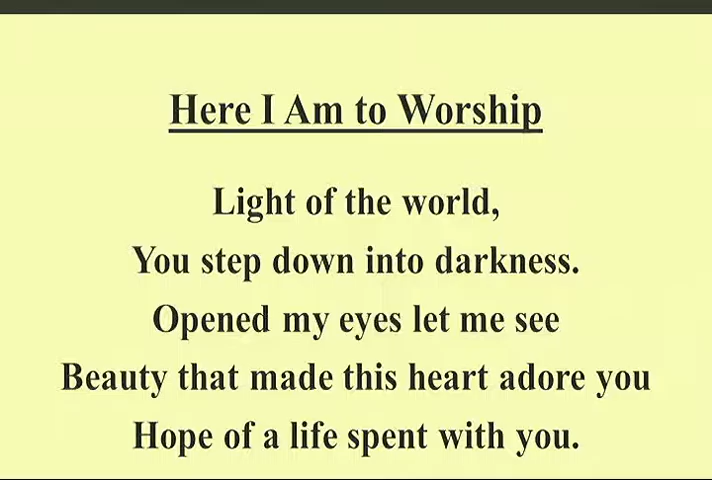 Here I Am to Worship
Light of the world,
You step down into darkness.
Opened my eyes let me see
Beauty that made this heart adore you
Hope of a life spent with you.